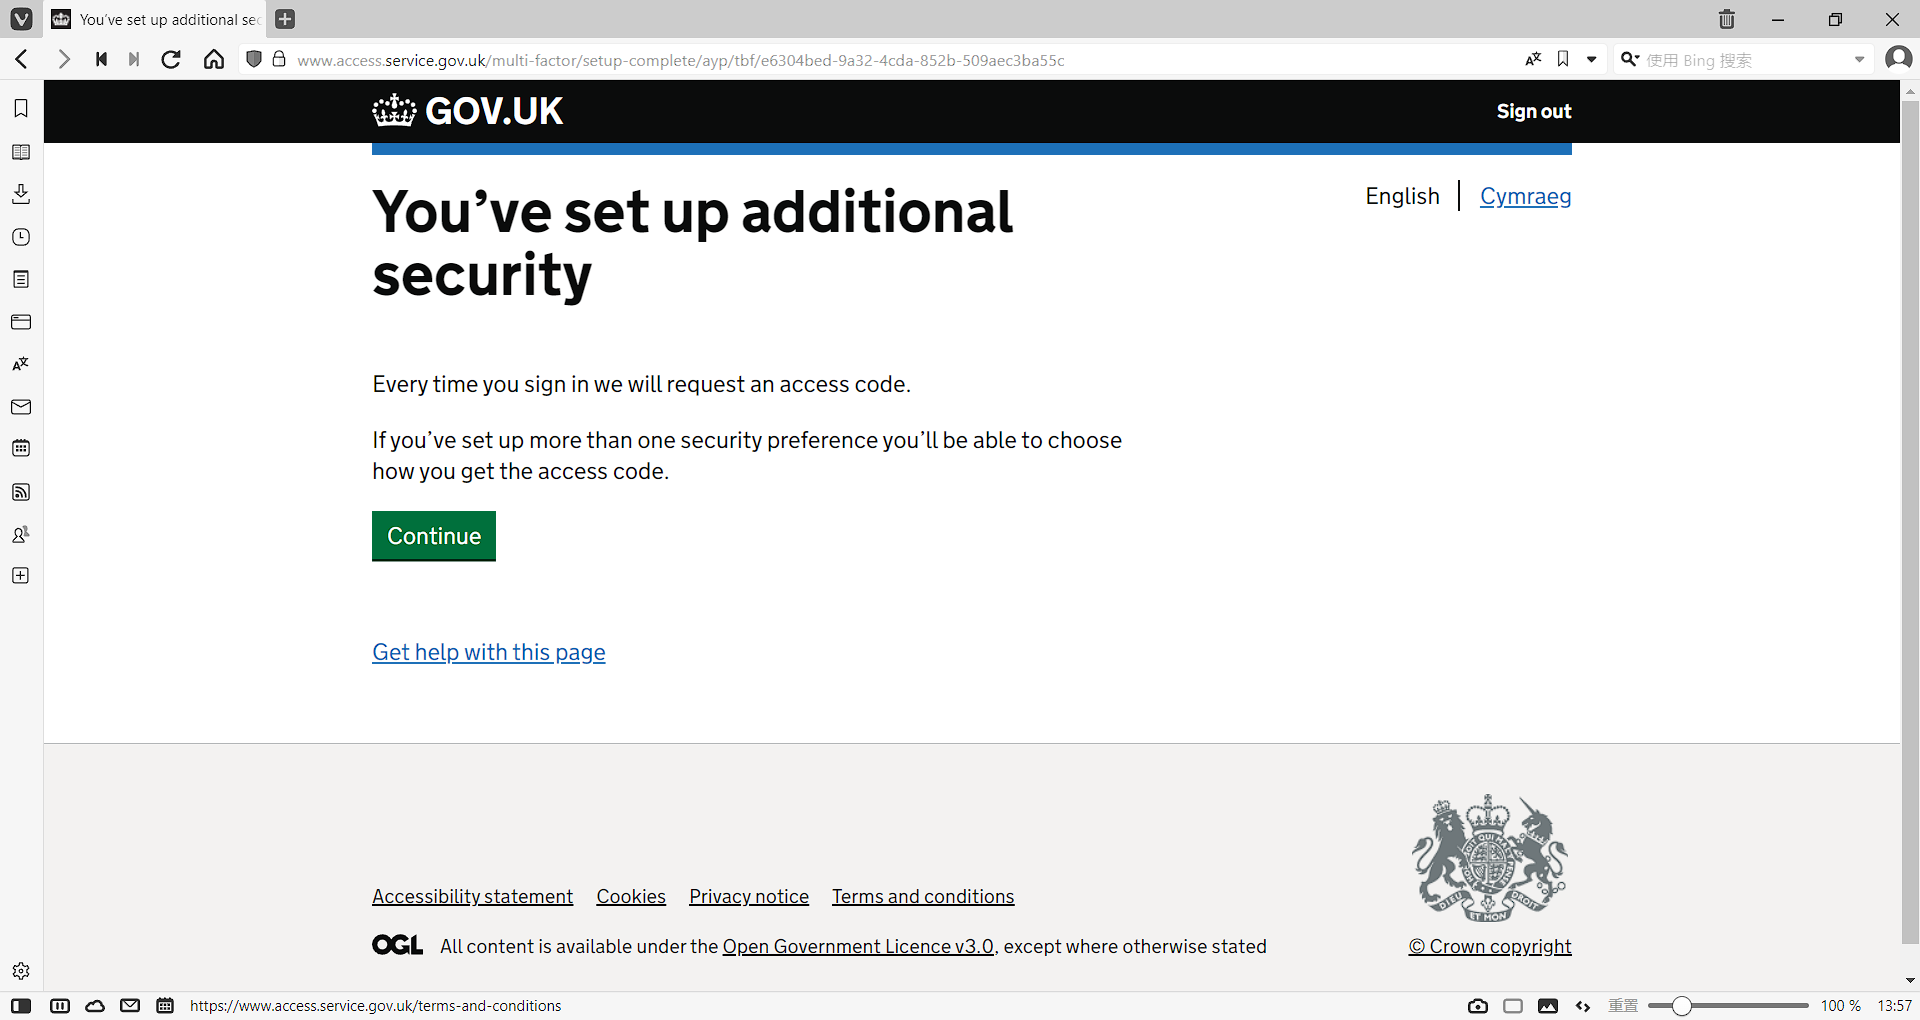 You've set up additional sec
www.access.service.gov.uk/multi-factor/setup-complete/ayp/tbf/e6304bed-9a32-4cda-852b-509aec3ba55c
使用 Bing 搜索
GOV.UK
Sign out
You’ve set up additional
security
English
Cymraeg
Every time you sign in we will request an access code.
If you’ve set up more than one security preference you’ll be able to choose
how you get the access code.
Continue
Get help with this page
Accessibility statement Cookies Privacy notice Terms and conditions
OGL All content is available under the Open Government Licence v3.0, except where otherwise stated
DIEU ET MON DROIT
© Crown copyright
https://www.access.service.gov.uk/terms-and-conditions
重置
100 %
13:57